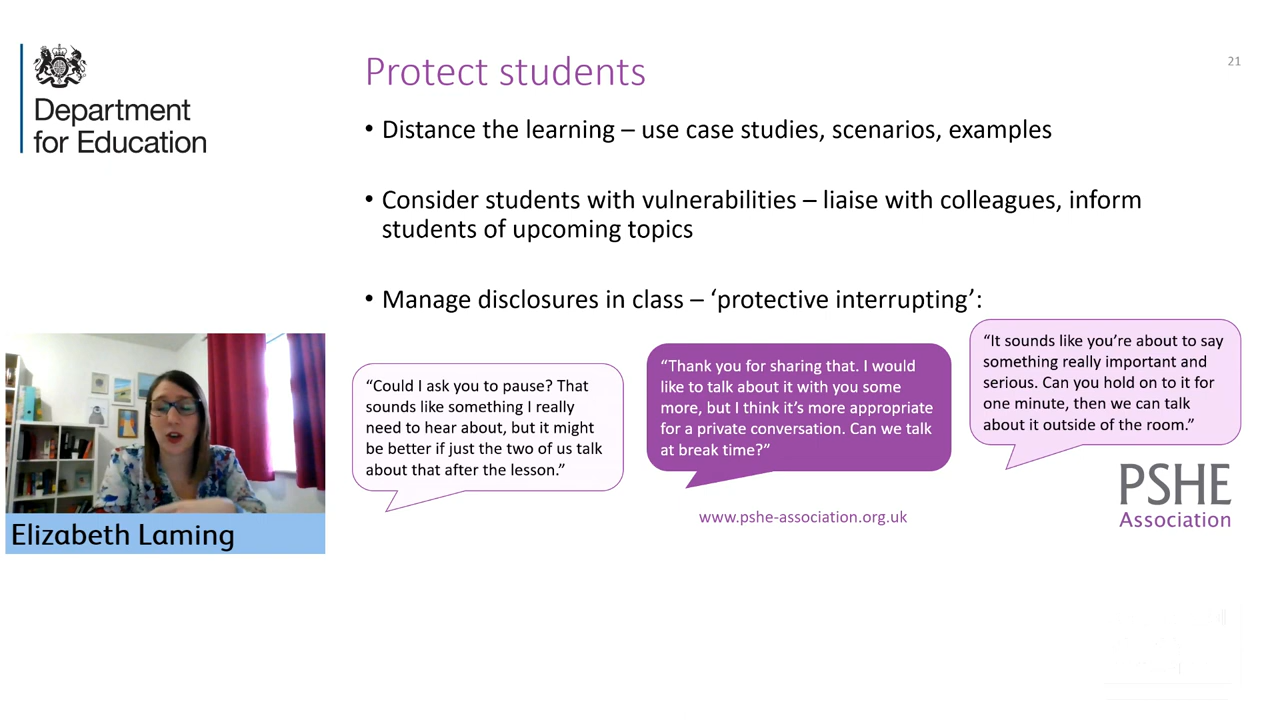 Department
for Education
Protect students
21
• Distance the learning – use case studies, scenarios, examples
• Consider students with vulnerabilities – liaise with colleagues, inform
students of upcoming topics
• Manage disclosures in class – ‘protective interrupting’:
“Could I ask you to pause? That
sounds like something I really
need to hear about, but it might
be better if just the two of us talk
about that after the lesson.”
“Thank you for sharing that. I would
like to talk about it with you some
more, but I think it’s more appropriate
for a private conversation. Can we talk
at break time?”
“It sounds like you’re about to say
something really important and
serious. Can you hold on to it for
one minute, then we can talk
about it outside of the room.”
www.pshe-association.org.uk
PSHE
Association
Elizabeth Laming